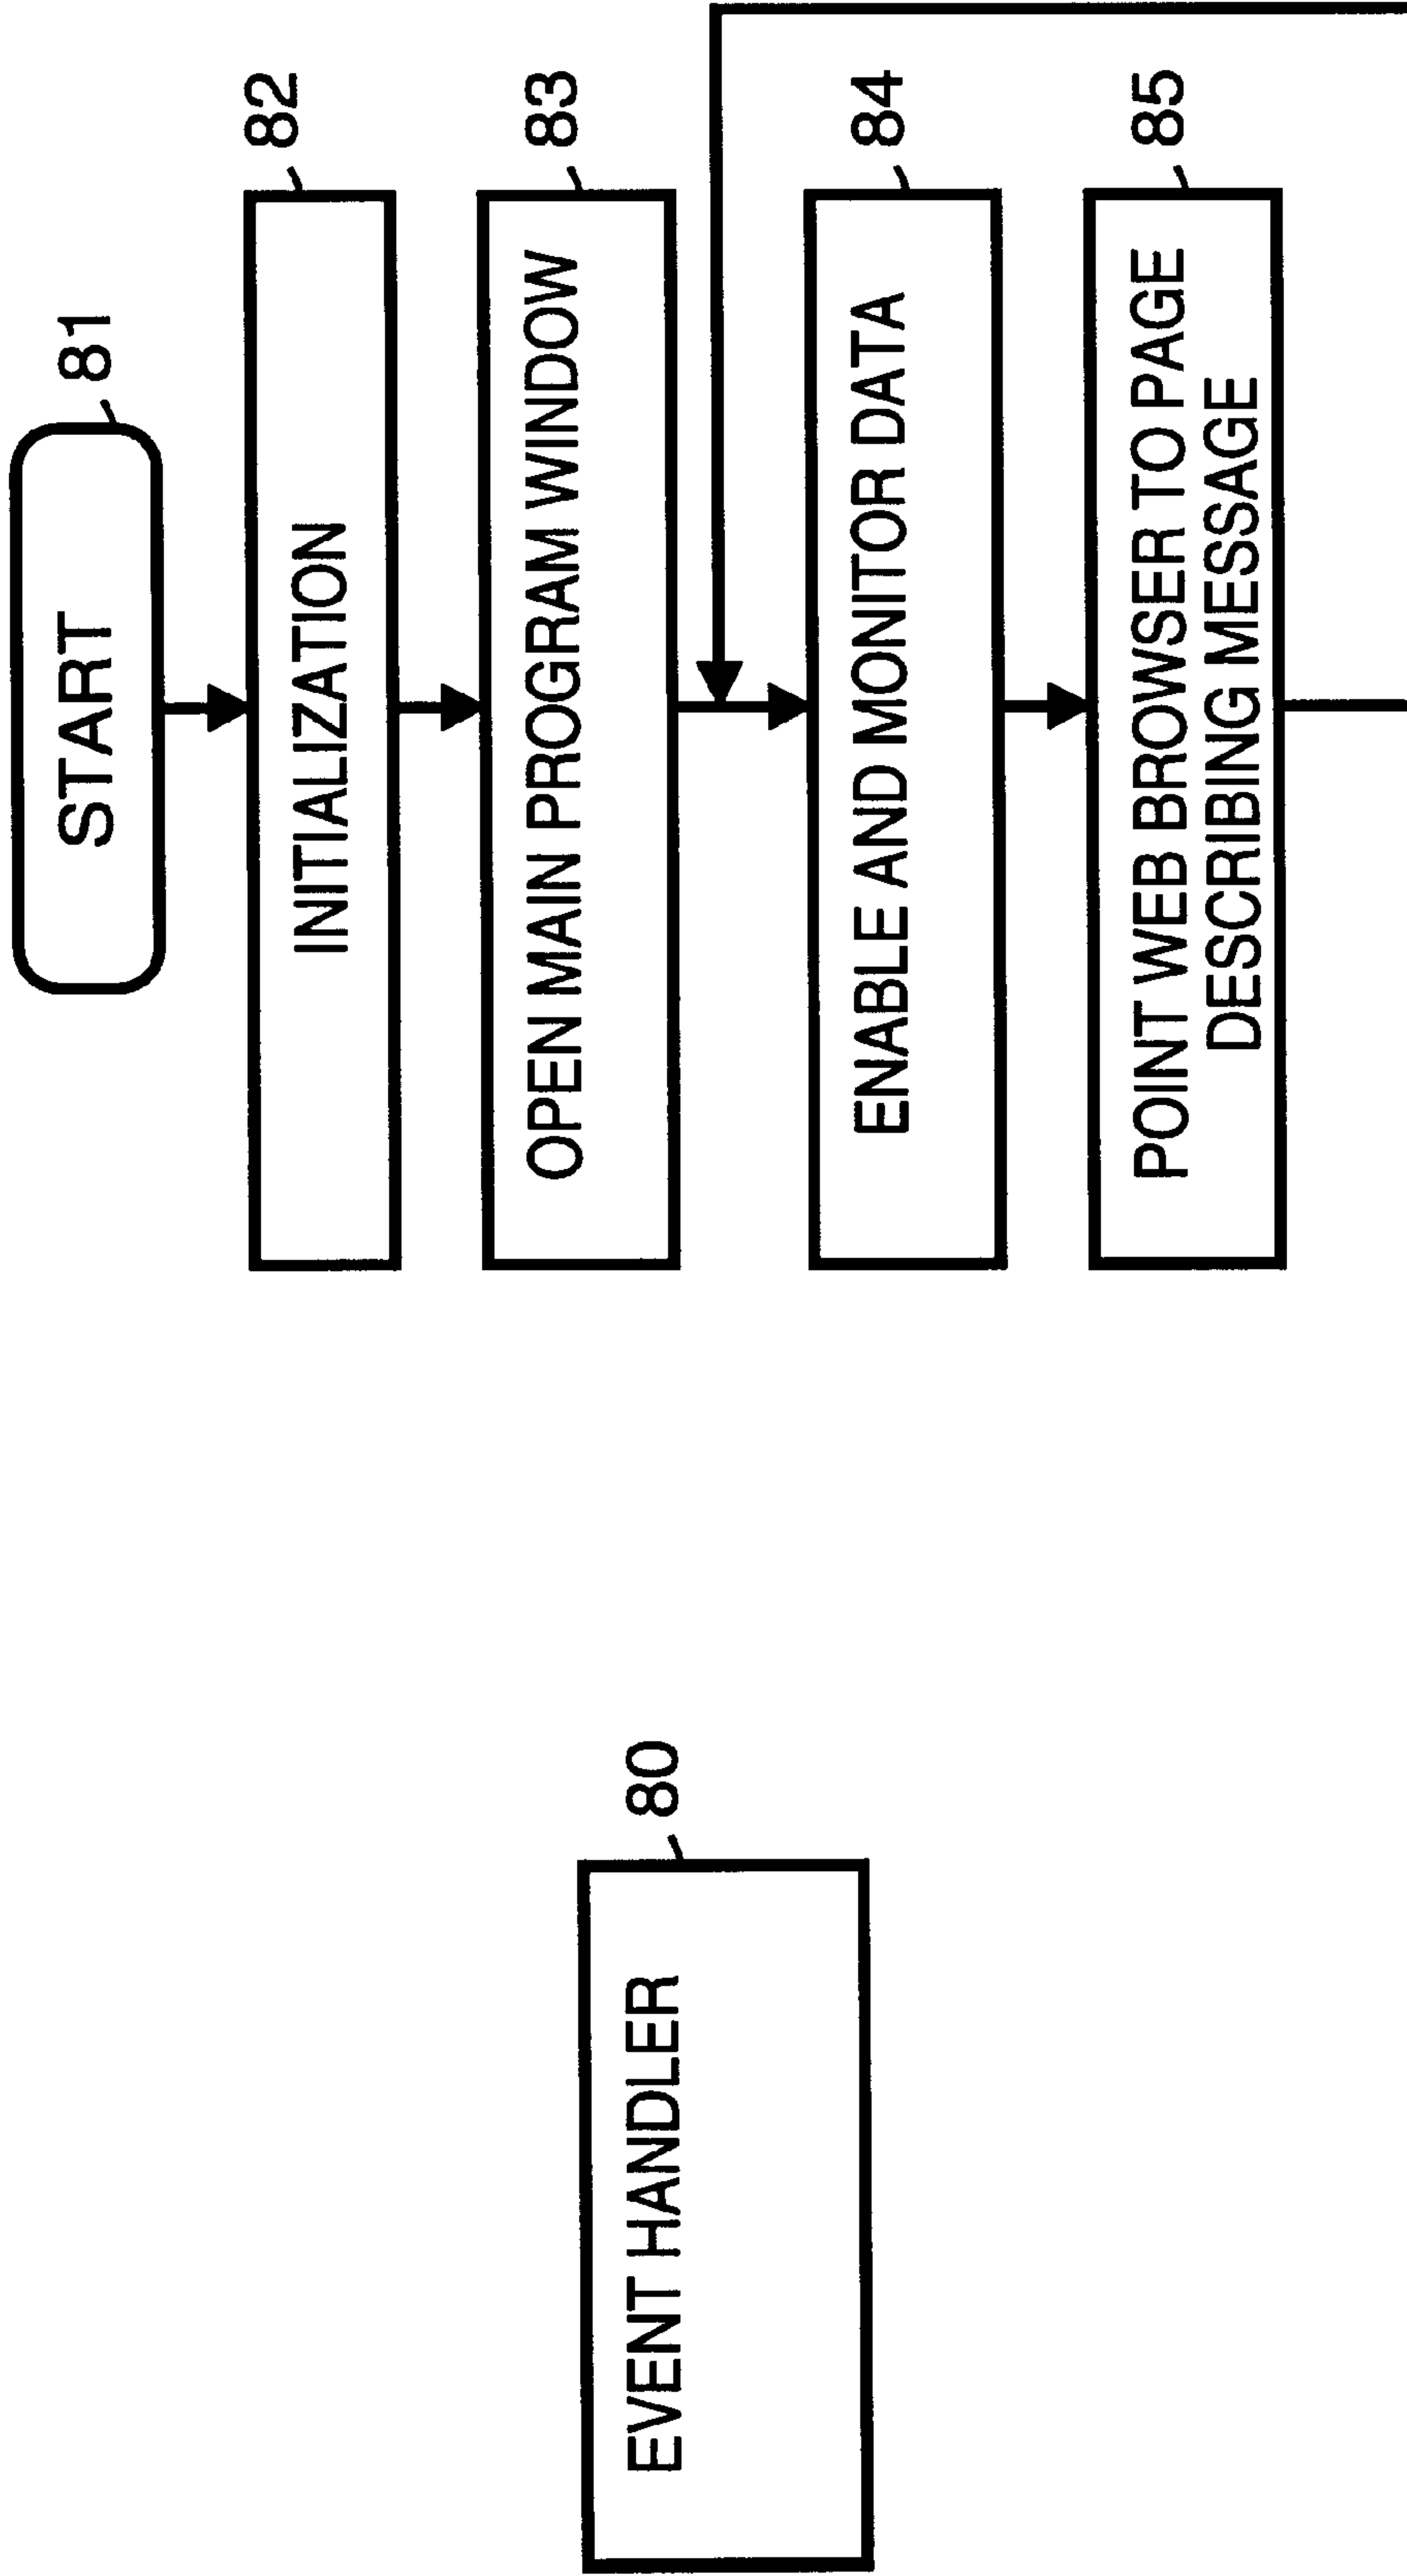 START
81
INITIALIZATION
82
OPEN MAIN PROGRAM WINDOW
83
ENABLE AND MONITOR DATA
84
POINT WEB BROWSER TO PAGE
DESCRIBING MESSAGE
85
EVENT HANDLER
80